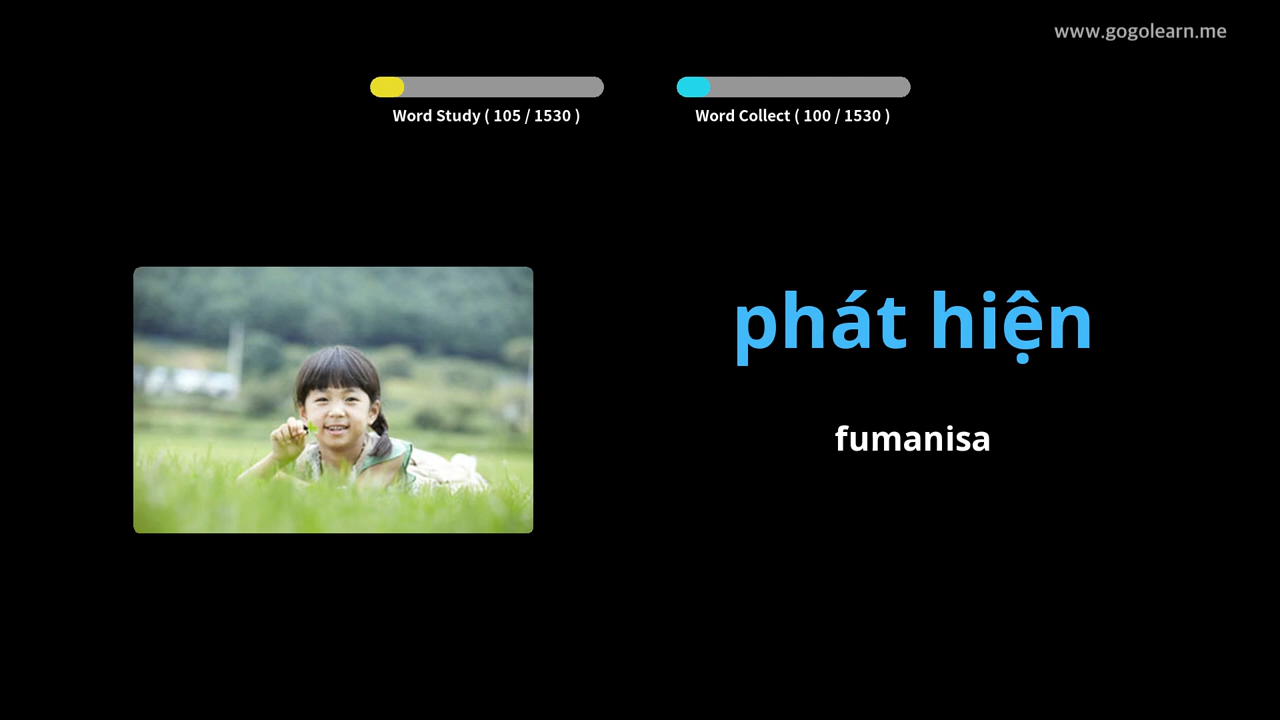 www.gogolearn.me
Word Study ( 105 / 1530 )
Word Collect ( 100 / 1530 )
phát hiện
fumanisa